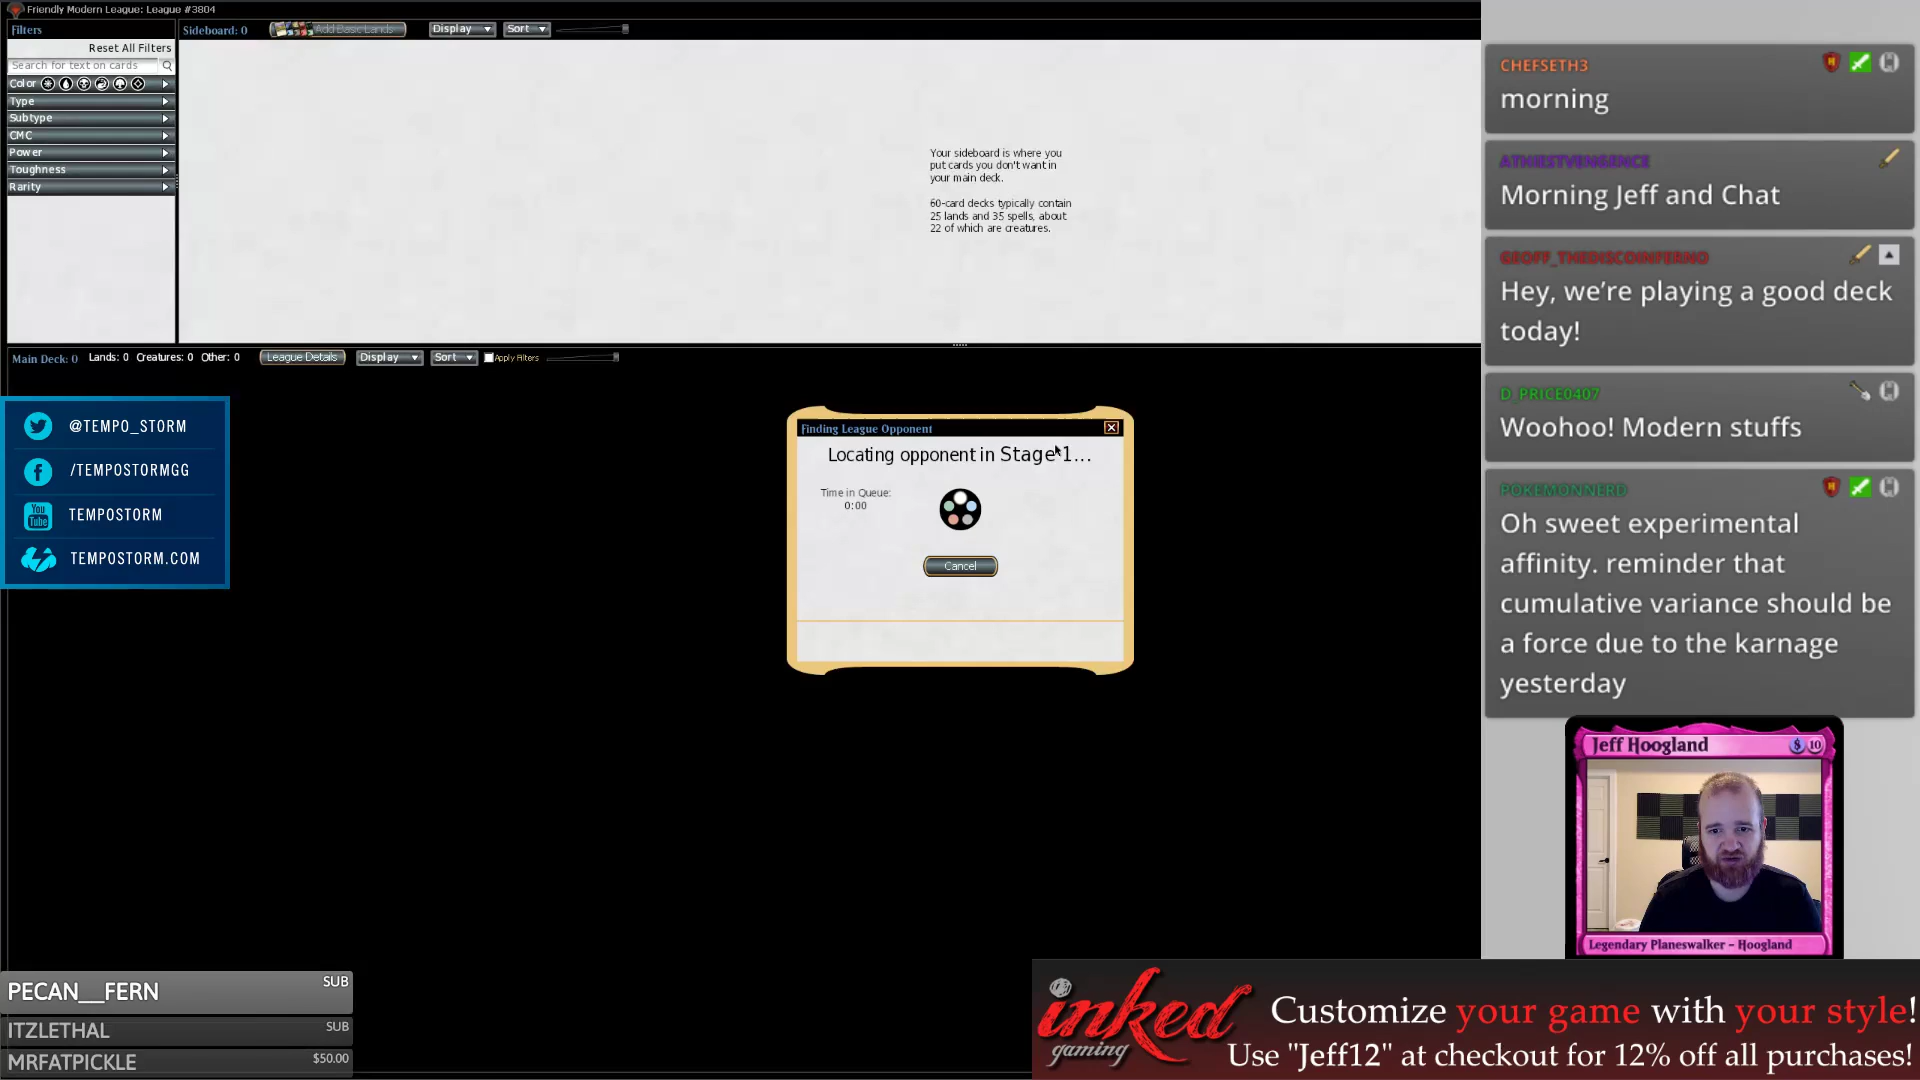 Friendly Modern League: League #3804
Filters
Reset All Filters
Search for text on cards
Color
Type
Subtype
CMC
Power
Toughness
Rarity
Sideboard: 0
Add Basic Lands
Display
Sort
Your sideboard is where you
put cards you don't want in
your main deck.
60-card decks typically contain
25 lands and 35 spells, about
22 of which are creatures.
Main Deck: 0 Lands: 0 Creatures: 0 Other: 0
League Details
Display
Sort
Apply Filters
@TEMPO_STORM
/TEMPOSTORMGG
You
Tube
TEMPOSTORM
TEMPOSTORM.COM
Finding League Opponent
Locating opponent in Stage 1...
Time in Queue:
0:00
Cancel
CHEFSETH3
morning
ATHIESTVENGENCE
Morning Jeff and Chat
GEOFF_THEDISCOINFERNO
Hey, we're playing a good deck
today!
D_PRICE0407
Woohoo! Modern stuffs
POKEMONNERD
Oh sweet experimental
affinity. reminder that
cumulative variance should be
a force due to the karnage
yesterday
Jeff Hoogland
10
Legendary Planeswalker - Hoogland
PECAN__FERN SUB
ITZLETHAL SUB
MRFATPICKLE $50.00
inked
gaming
Customize your game with your style!
Use "Jeff12" at checkout for 12% off all purchases!